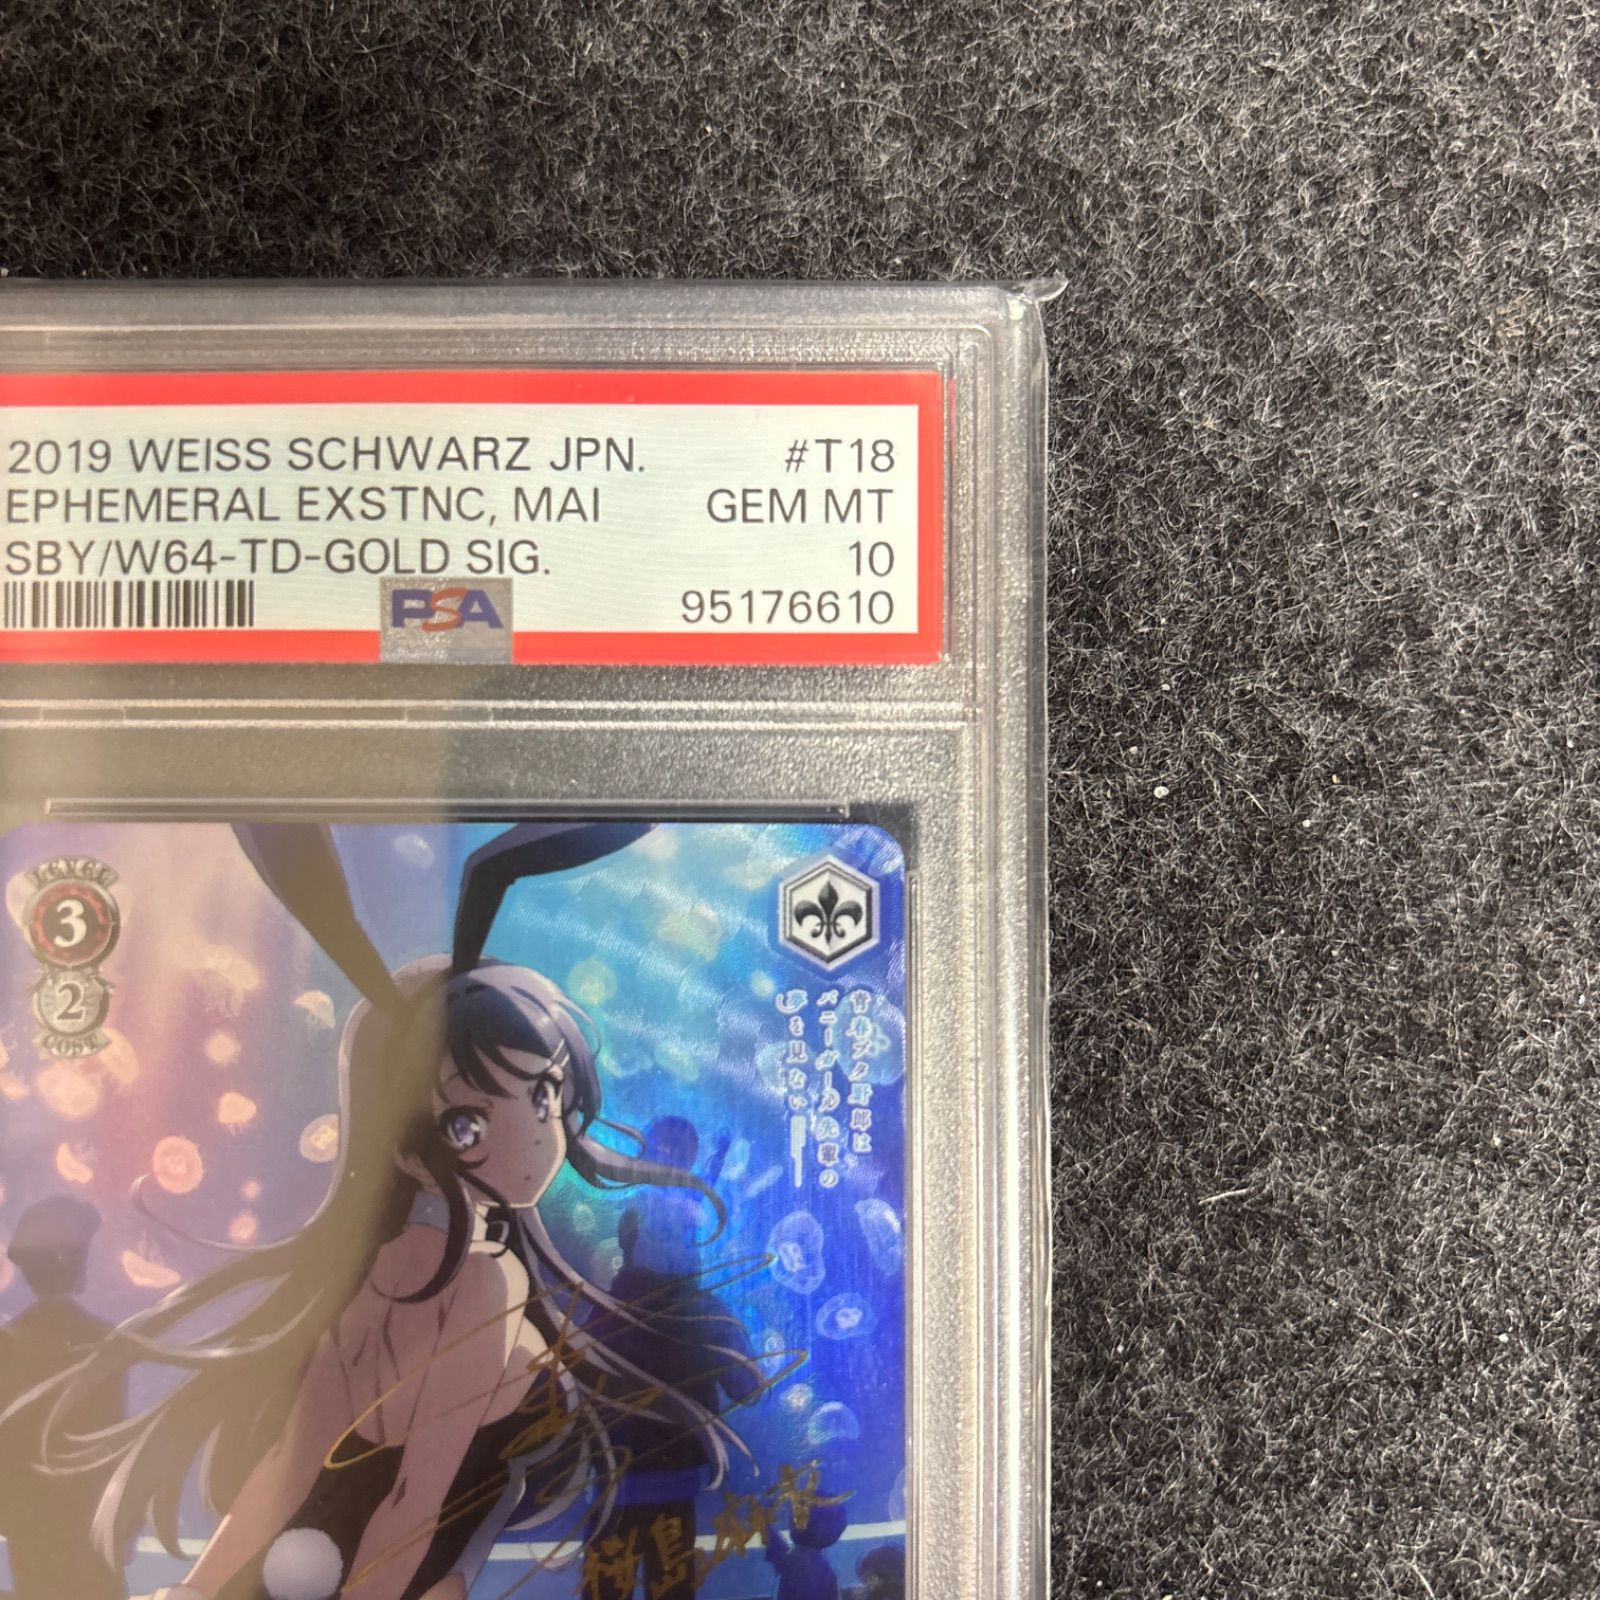 2019 WEISS SCHWARZ JPN. #T18
EPHEMERAL EXSTNC, MAI GEM MT
SBY/W64-TD-GOLD SIG. 10
PSA 95176610
LEVEL
3
2
COST
青春ブタ野郎は
バニーガール先輩の
夢を見ない
桜島麻衣